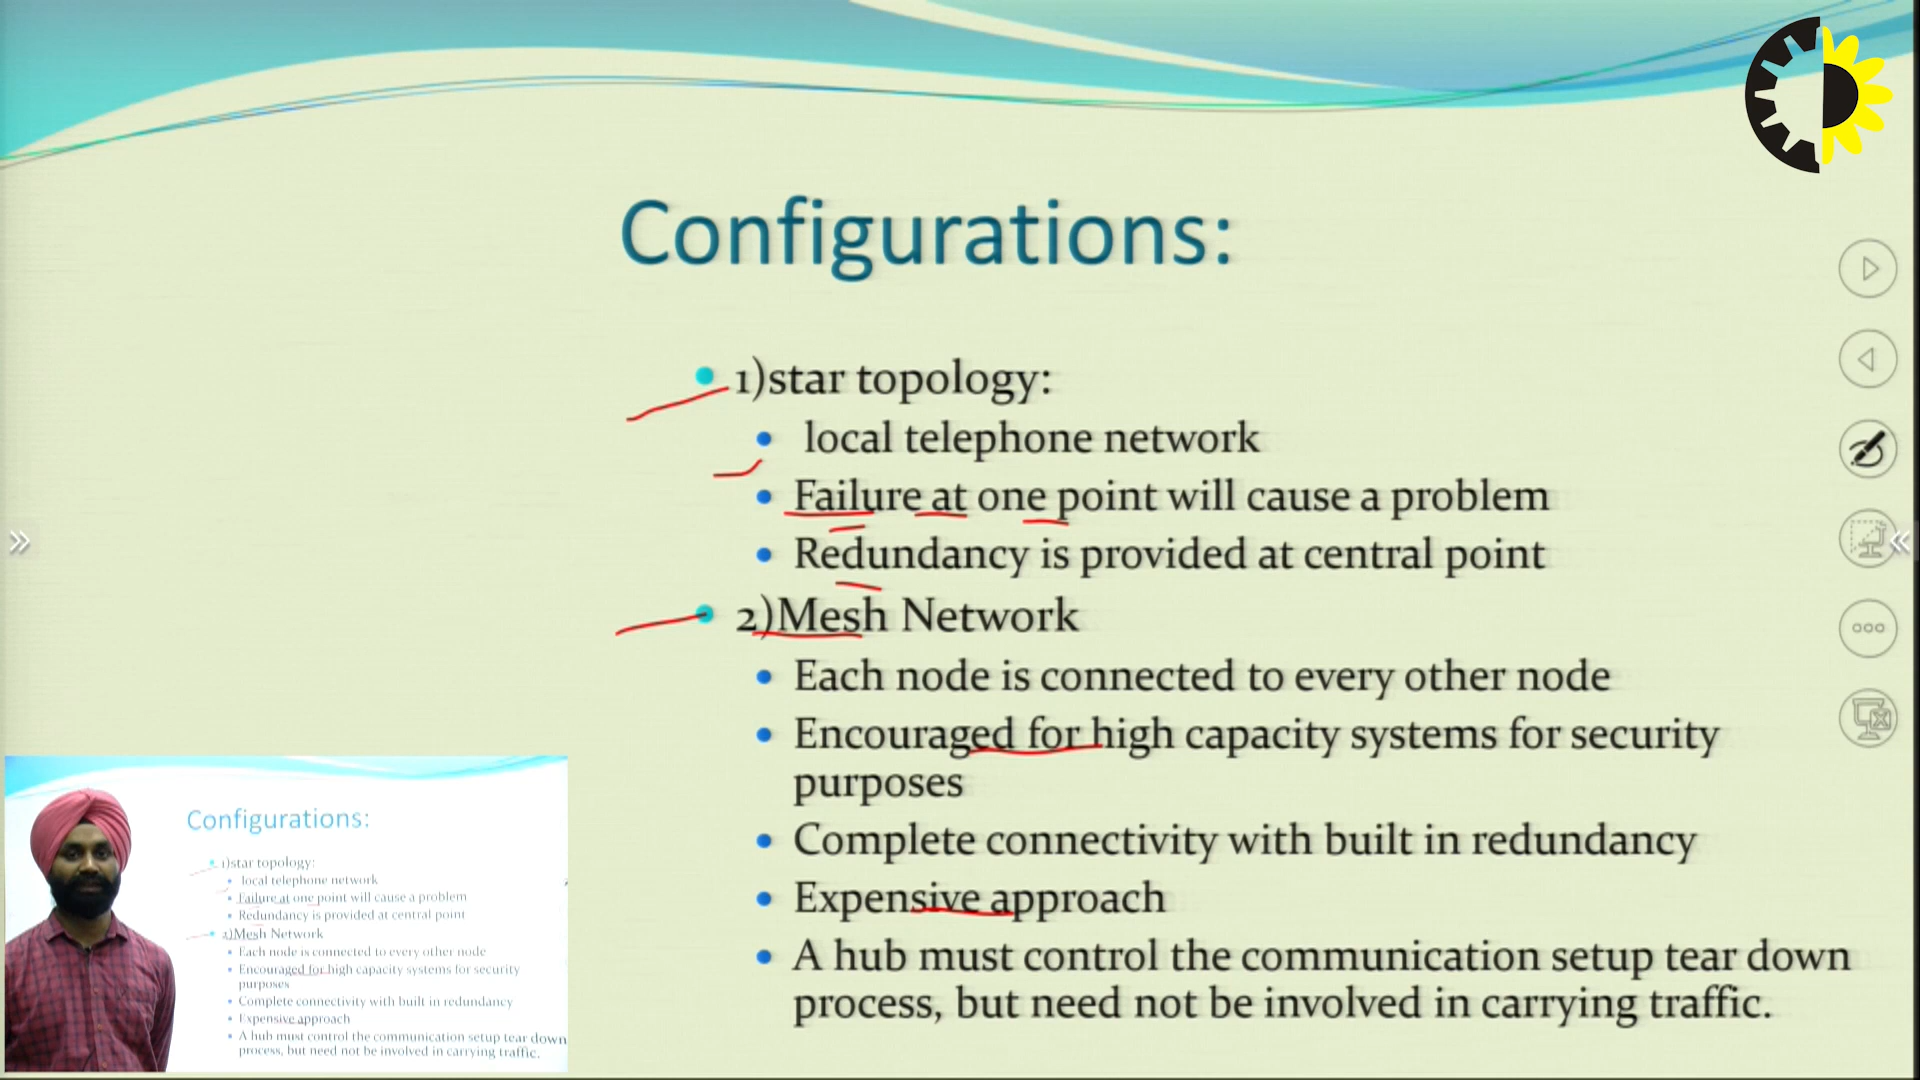 Configurations:
1)star topology:
local telephone network
Failure at one point will cause a problem
Redundancy is provided at central point
2)Mesh Network
Each node is connected to every other node
Encouraged for high capacity systems for security
purposes
Complete connectivity with built in redundancy
Expensive approach
A hub must control the communication setup tear down
process, but need not be involved in carrying traffic.
Configurations:
1)star topology:
local telephone network
Failure at one point will cause a problem
Redundancy is provided at central point
2)Mesh Network
Each node is connected to every other node
Encouraged for high capacity systems for security
purposes
Complete connectivity with built in redundancy
Expensive approach
A hub must control the communication setup tear down
process, but need not be involved in carrying traffic.